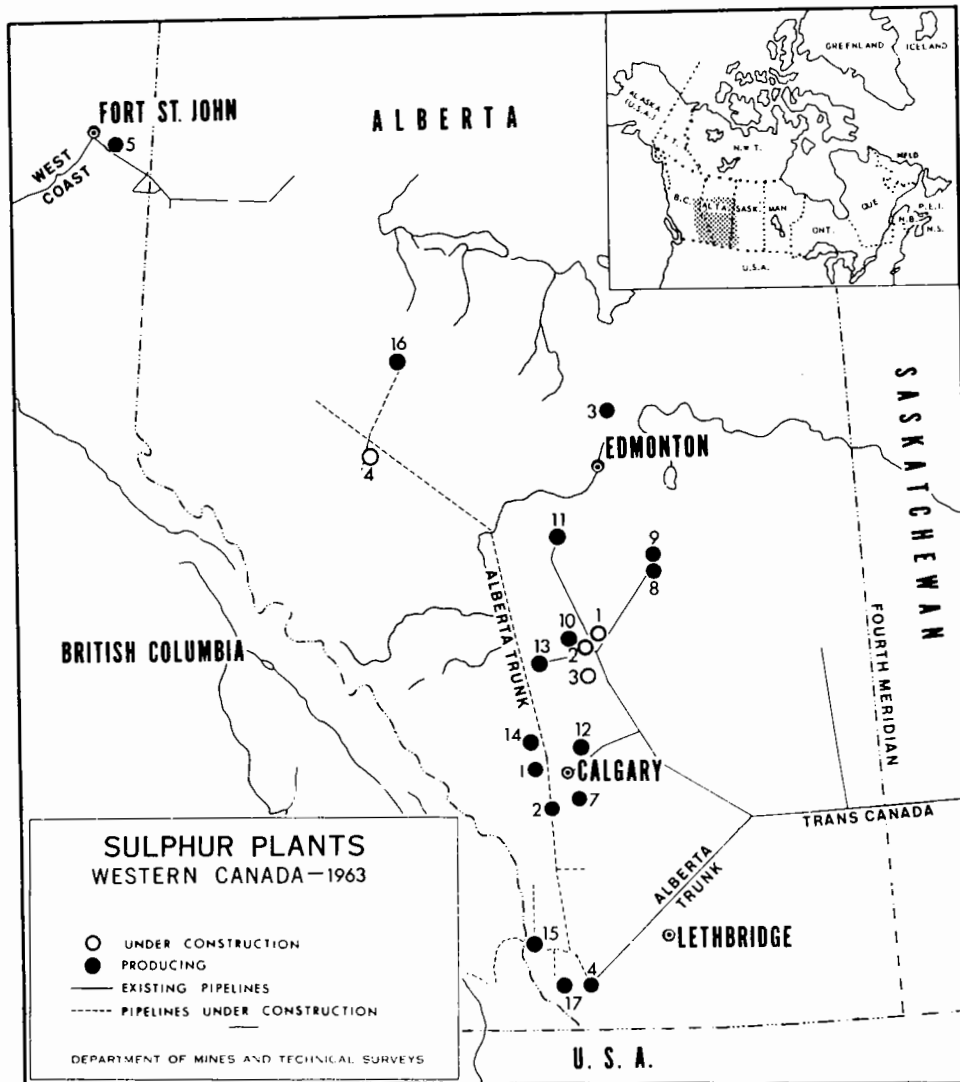 GREENLAND
ICELAND
ALASKA
(U.S.A.)
Y.T.
N.W.T.
NFLD
B.C.
ALTA.
SASK.
MAN
ONT.
QUE
P.E.I.
N.B.
N.S.
U.S.A.
FORT ST. JOHN
ALBERTA
5
WEST
COAST
16
4
3
EDMONTON
SASKATCHEWAN
11
9
8
ALBERTA TRUNK
10
1
2
13
3
BRITISH COLUMBIA
FOURTH MERIDIAN
14
12
1
CALGARY
2
7
TRANS CANADA
ALBERTA
TRUNK
LETHBRIDGE
15
17
4
U. S. A.
SULPHUR PLANTS
WESTERN CANADA—1963
UNDER CONSTRUCTION
PRODUCING
EXISTING PIPELINES
PIPELINES UNDER CONSTRUCTION
DEPARTMENT OF MINES AND TECHNICAL SURVEYS